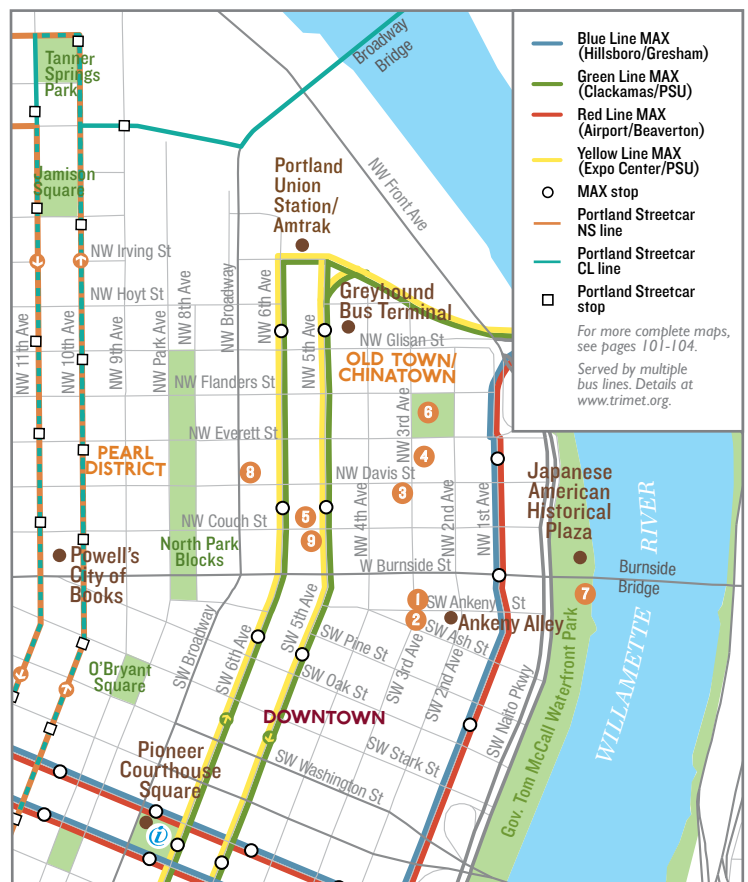 Blue Line MAX
(Hillsboro/Gresham)
Green Line MAX
(Clackamas/PSU)
Red Line MAX
(Airport/Beaverton)
Yellow Line MAX
(Expo Center/PSU)
MAX stop
Portland Streetcar
NS line
Portland Streetcar
CL line
Portland Streetcar
stop
For more complete maps,
see pages 101-104.
Served by multiple
bus lines. Details at
www.trimet.org.
Broadway
Bridge
Tanner
Springs
Park
Jamison
Square
Portland
Union
Station/
Amtrak
NW Front Ave
NW Irving St
NW Hoyt St
NW 11th Ave
NW 10th Ave
NW 9th Ave
NW Park Ave
NW 8th Ave
NW Broadway
NW 6th Ave
NW 5th Ave
Greyhound
Bus Terminal
NW Glisan St
OLD TOWN/
CHINATOWN
NW Flanders St
NW 3rd Ave
6
NW Everett St
PEARL
DISTRICT
8
4
NW Davis St
3
NW 4th Ave
NW 2nd Ave
NW 1st Ave
Japanese
American
Historical
Plaza
NW Couch St
5
9
North Park
Blocks
Powell's
City of
Books
W Burnside St
Burnside
Bridge
7
1
SW Ankeny St
2
Ankeny Alley
SW Ash St
SW Pine St
SW Oak St
SW Stark St
SW Washington St
SW Broadway
SW 6th Ave
SW 5th Ave
SW 3rd Ave
SW 2nd Ave
SW Naito Pkwy
O'Bryant
Square
DOWNTOWN
Pioneer
Courthouse
Square
i
Gov. Tom McCall Waterfront Park
WILLAMETTE RIVER